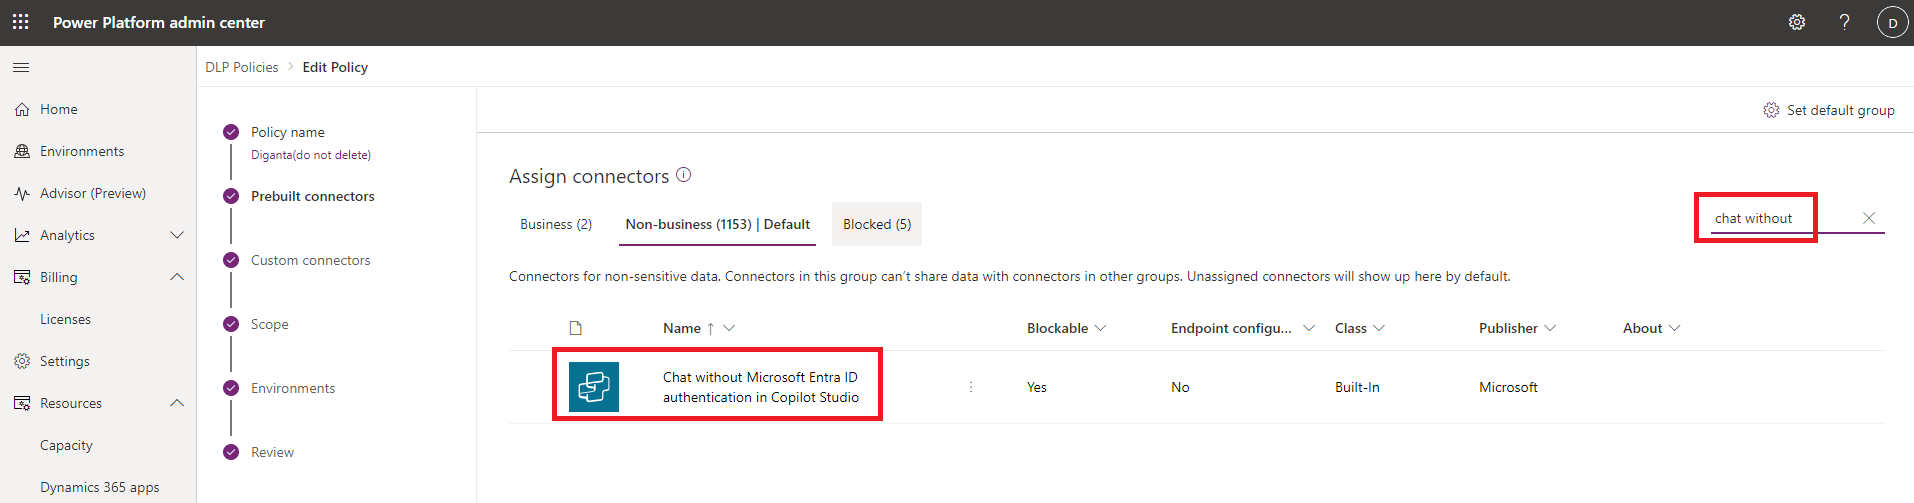 Power Platform admin center
?
D
DLP Policies > Edit Policy
Home
Environments
Advisor (Preview)
Analytics
Billing
Licenses
Settings
Resources
Capacity
Dynamics 365 apps
Policy name
Diganta(do not delete)
Prebuilt connectors
Custom connectors
Scope
Environments
Review
Set default group
Assign connectors
Business (2)
Non-business (1153) | Default
Blocked (5)
chat without
Connectors for non-sensitive data. Connectors in this group can't share data with connectors in other groups. Unassigned connectors will show up here by default.
Name ↑
Blockable
Endpoint configu...
Class
Publisher
About
Chat without Microsoft Entra ID
authentication in Copilot Studio
Yes
No
Built-In
Microsoft